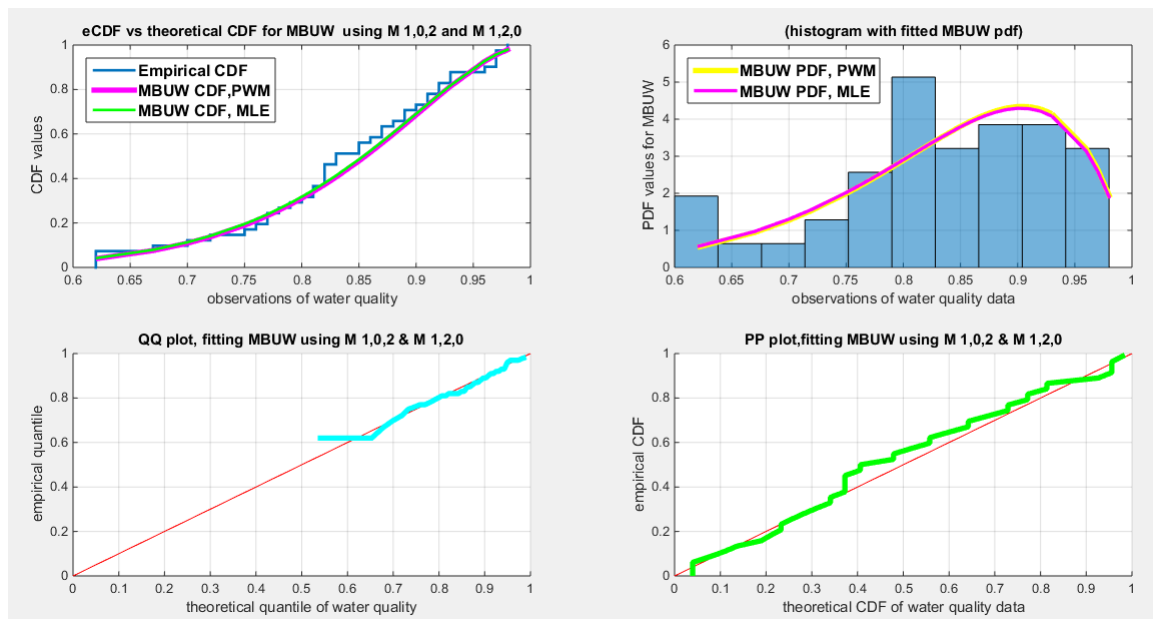 eCDF vs theoretical CDF for MBUW using M 1,0,2 and M 1,2,0
1
0.8
0.6
0.4
0.2
0
CDF values
Empirical CDF
MBUW CDF,PWM
MBUW CDF, MLE
0.6 0.65 0.7 0.75 0.8 0.85 0.9 0.95 1
observations of water quality
(histogram with fitted MBUW pdf)
6
5
4
3
2
1
0
PDF values for MBUW
MBUW PDF, PWM
MBUW PDF, MLE
0.6 0.65 0.7 0.75 0.8 0.85 0.9 0.95 1
observations of water quality data
QQ plot, fitting MBUW using M 1,0,2 & M 1,2,0
1
0.8
0.6
0.4
0.2
0
empirical quantile
0 0.1 0.2 0.3 0.4 0.5 0.6 0.7 0.8 0.9 1
theoretical quantile of water quality
PP plot,fitting MBUW using M 1,0,2 & M 1,2,0
1
0.8
0.6
0.4
0.2
0
empirical CDF
0 0.1 0.2 0.3 0.4 0.5 0.6 0.7 0.8 0.9 1
theoretical CDF of water quality data